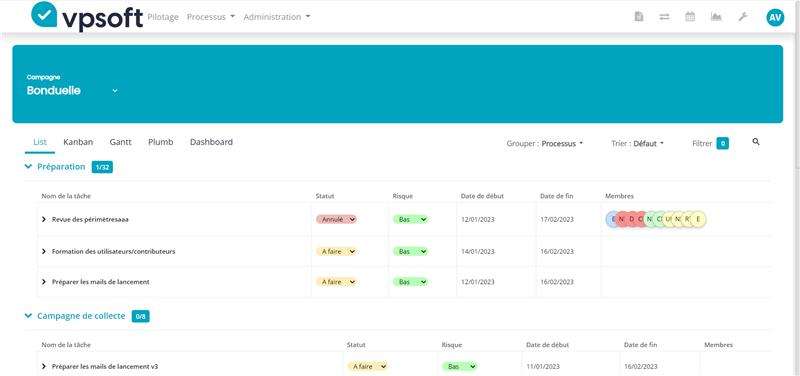 vpsoft Pilotage Processus Administration AV
Campagne
Bonduelle
List Kanban Gantt Plumb Dashboard Grouper : Processus Trier : Défaut Filtrer 0
Préparation 1/32
Nom de la tâche Statut Risque Date de début Date de fin Membres
Revue des périmètresaaa Annulé Bas 12/01/2023 17/02/2023 E N D C N C U N R E
Formation des utilisateurs/contributeurs A faire Bas 14/01/2023 16/02/2023
Préparer les mails de lancement A faire Bas 12/01/2023 16/02/2023
Campagne de collecte 0/8
Nom de la tâche Statut Risque Date de début Date de fin Membres
Préparer les mails de lancement v3 A faire Bas 11/01/2023 16/02/2023